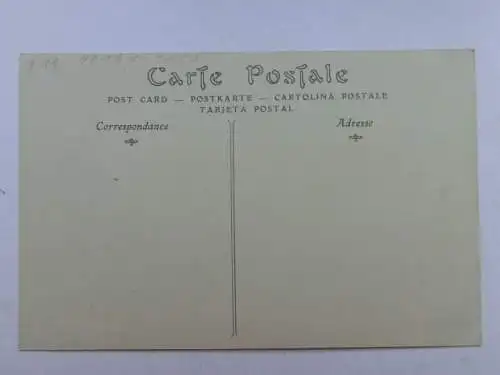 Carte Postale
POST CARD — POSTKARTE — CARTOLINA POSTALE
TARJETA POSTAL
Correspondance
Adresse